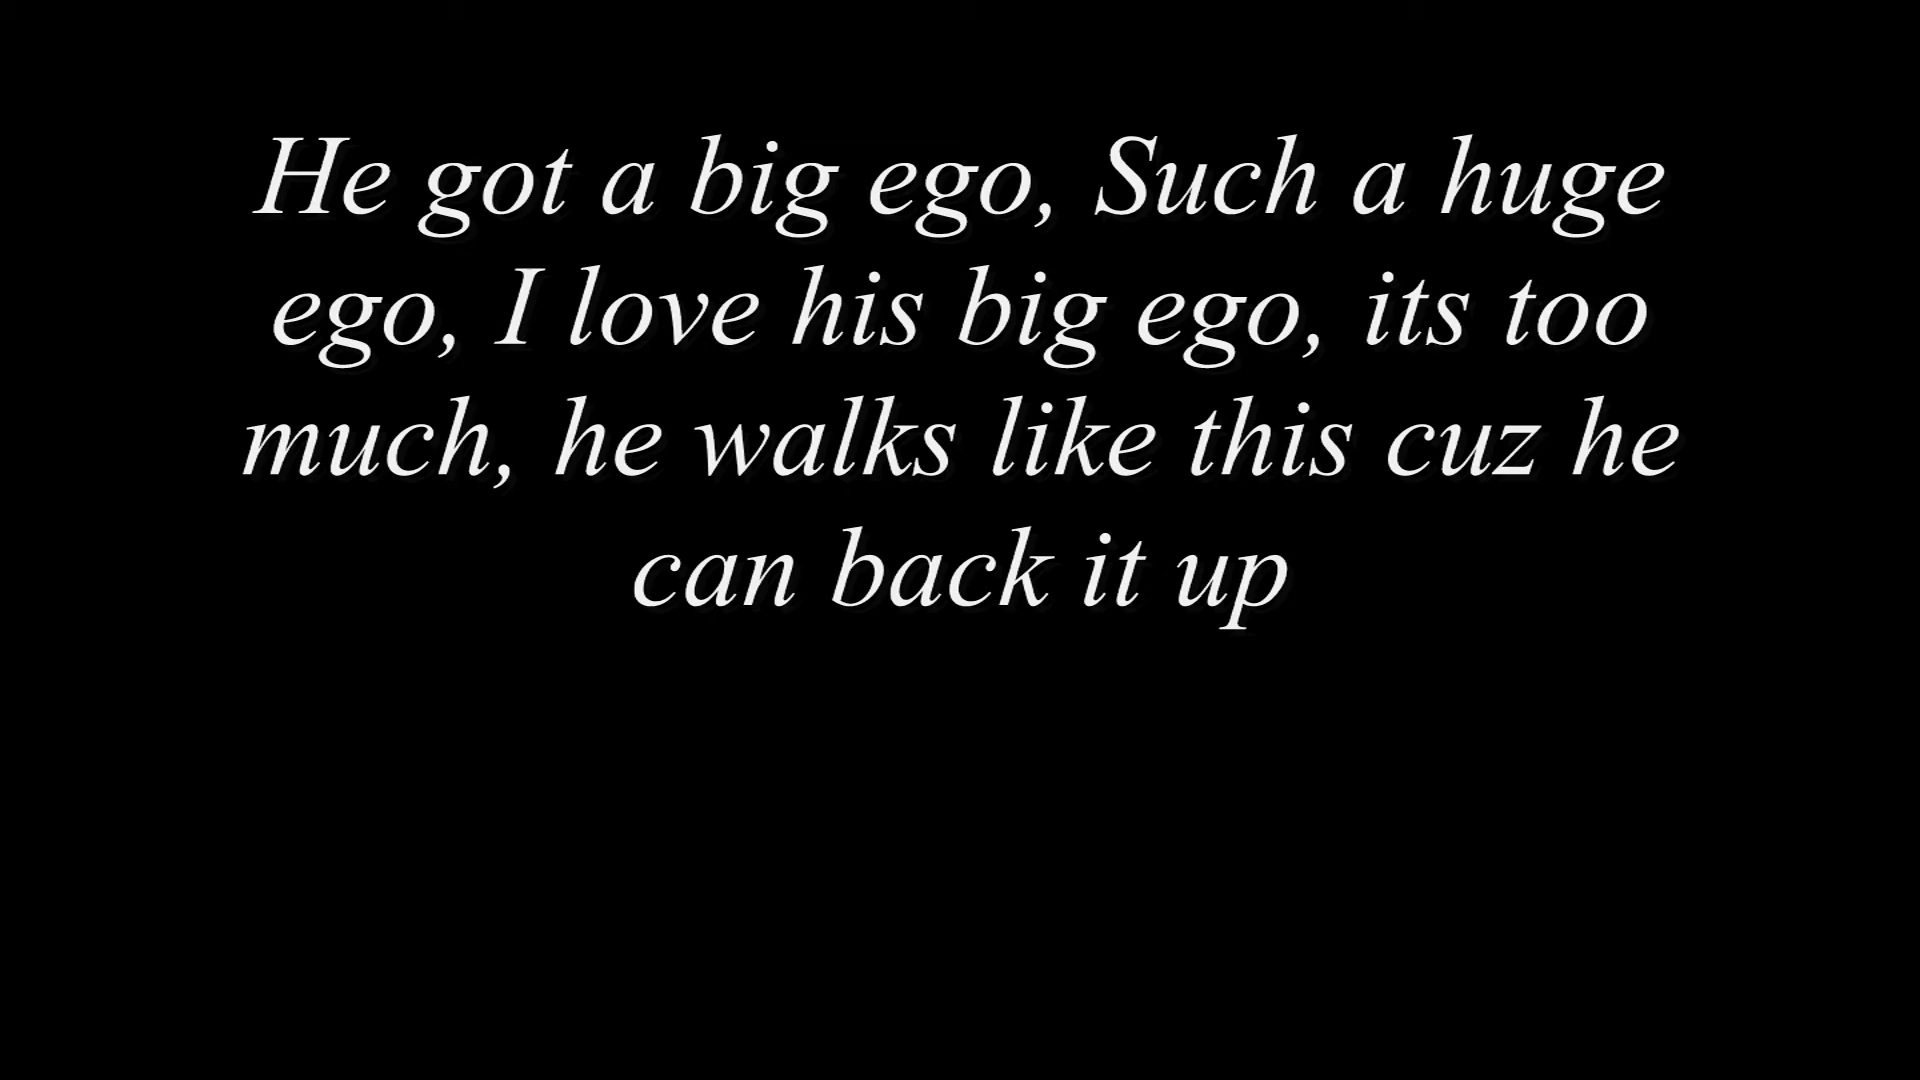 He got a big ego, Such a huge
ego, I love his big ego, its too
much, he walks like this cuz he
can back it up